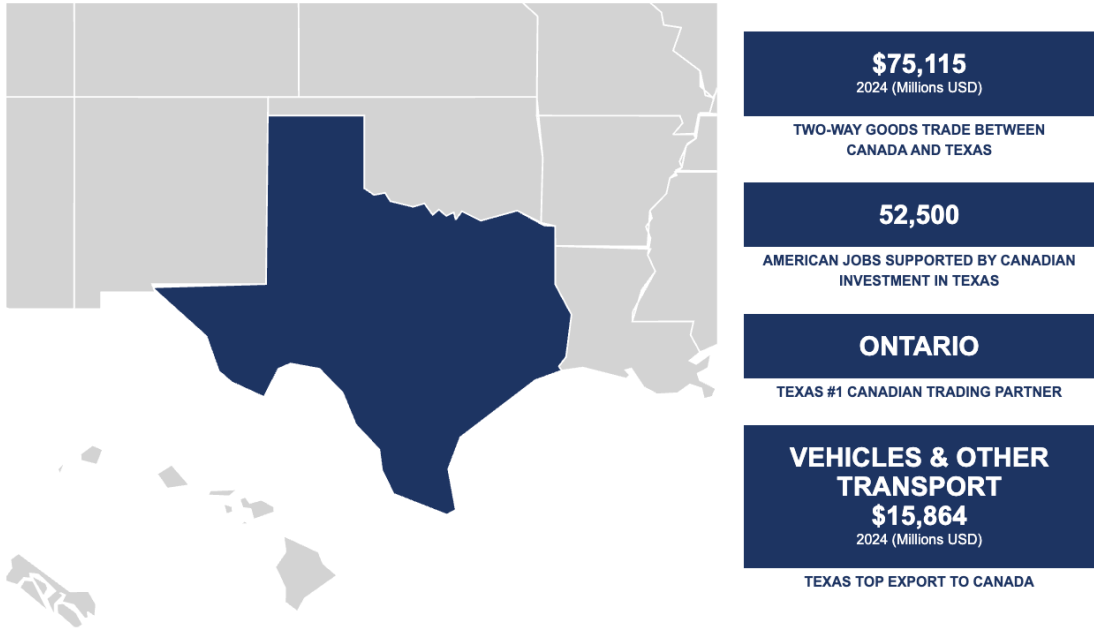 $75,115
2024 (Millions USD)
TWO-WAY GOODS TRADE BETWEEN
CANADA AND TEXAS
52,500
AMERICAN JOBS SUPPORTED BY CANADIAN
INVESTMENT IN TEXAS
ONTARIO
TEXAS #1 CANADIAN TRADING PARTNER
VEHICLES & OTHER
TRANSPORT
$15,864
2024 (Millions USD)
TEXAS TOP EXPORT TO CANADA